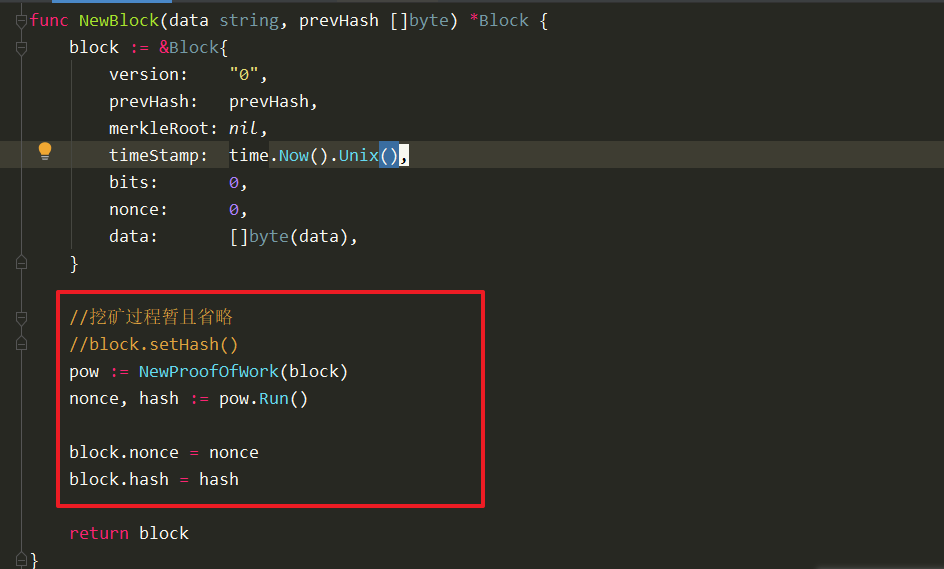 func NewBlock(data string, prevHash []byte) *Block {
    block := &Block{
        version:    "0",
        prevHash:   prevHash,
        merkleRoot: nil,
        timeStamp:  time.Now().Unix(),
        bits:       0,
        nonce:      0,
        data:       []byte(data),
    }
    //挖矿过程暂且省略
    //block.setHash()
    pow := NewProofOfWork(block)
    nonce, hash := pow.Run()
    block.nonce = nonce
    block.hash = hash
    return block
}